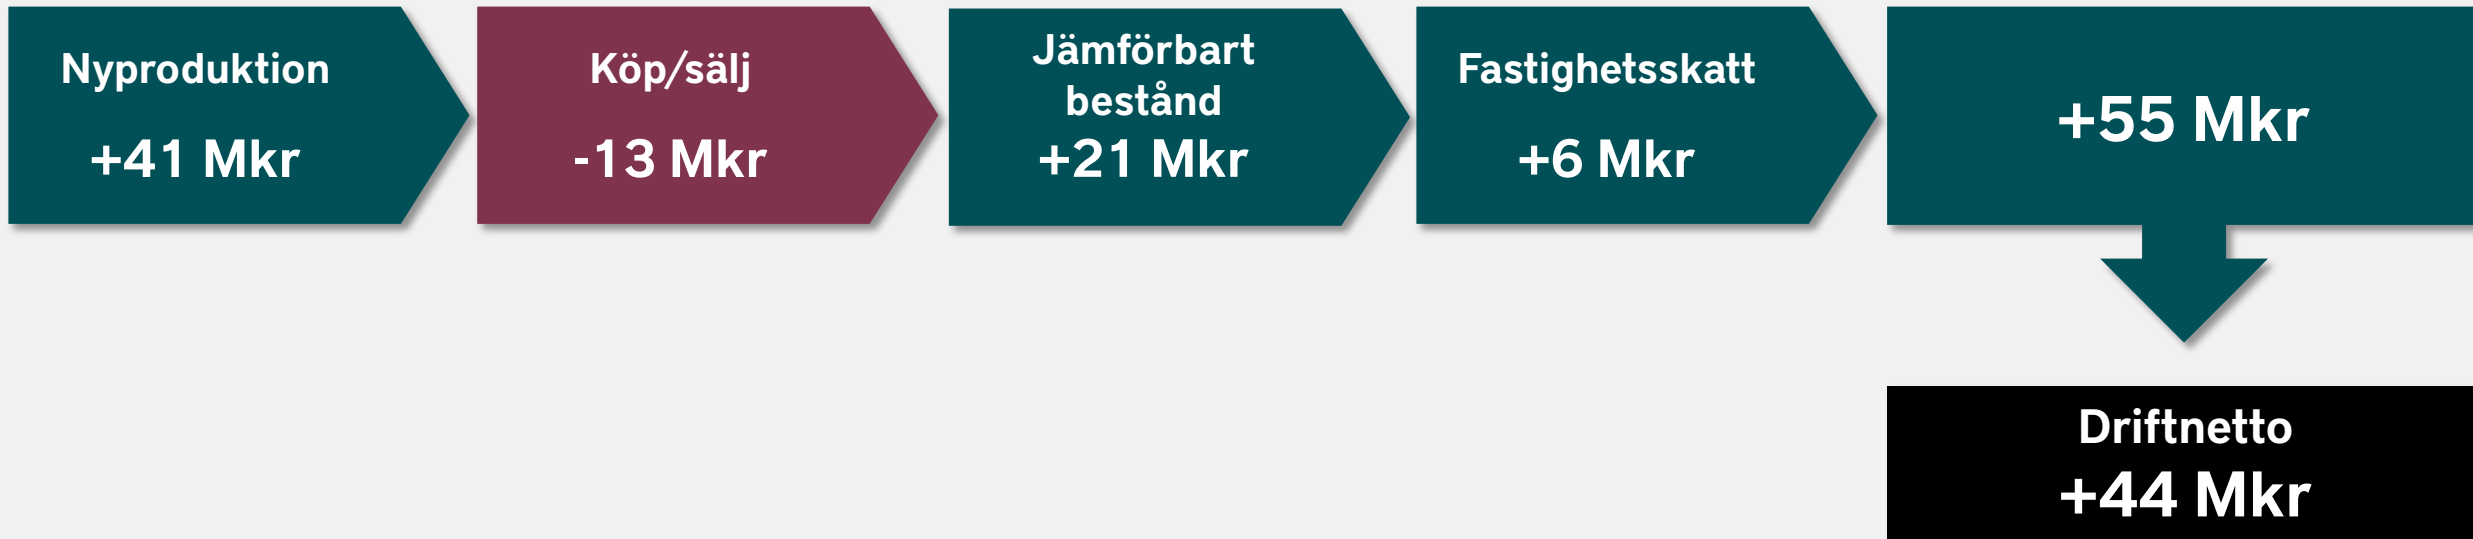 Nyproduktion
+41 Mkr
Köp/sälj
-13 Mkr
Jämförbart
bestånd
+21 Mkr
Fastighetsskatt
+6 Mkr
+55 Mkr
Driftnetto
+44 Mkr